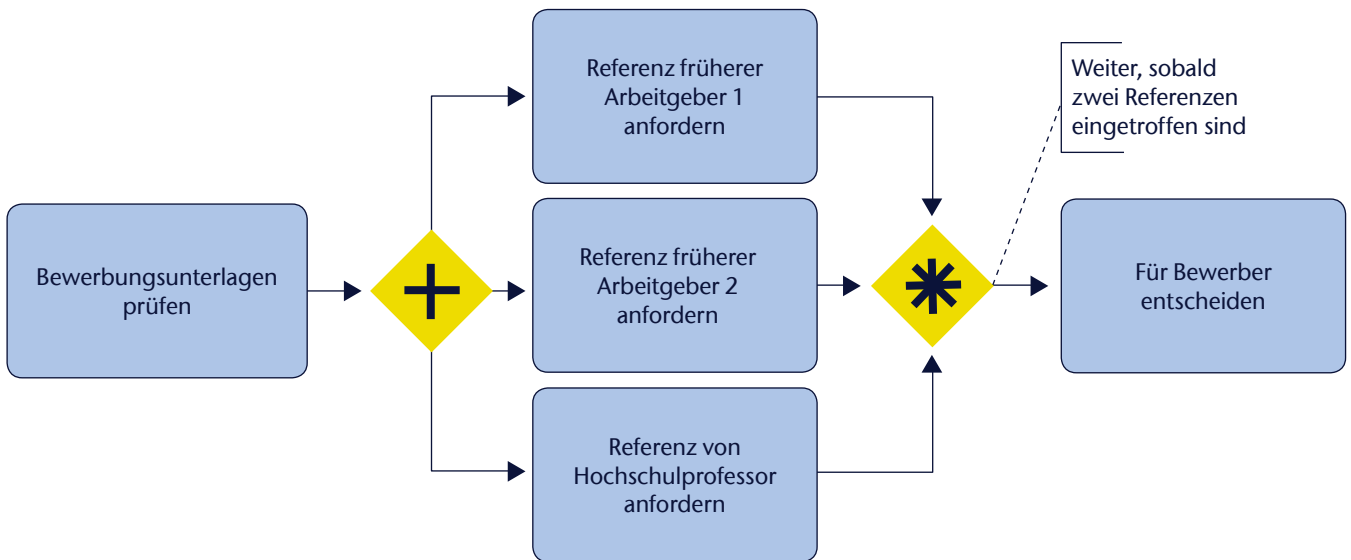 Bewerbungsunterlagen
prüfen
Referenz früherer
Arbeitgeber 1
anfordern
Referenz früherer
Arbeitgeber 2
anfordern
Referenz von
Hochschulprofessor
anfordern
Weiter, sobald
zwei Referenzen
eingetroffen sind
Für Bewerber
entscheiden